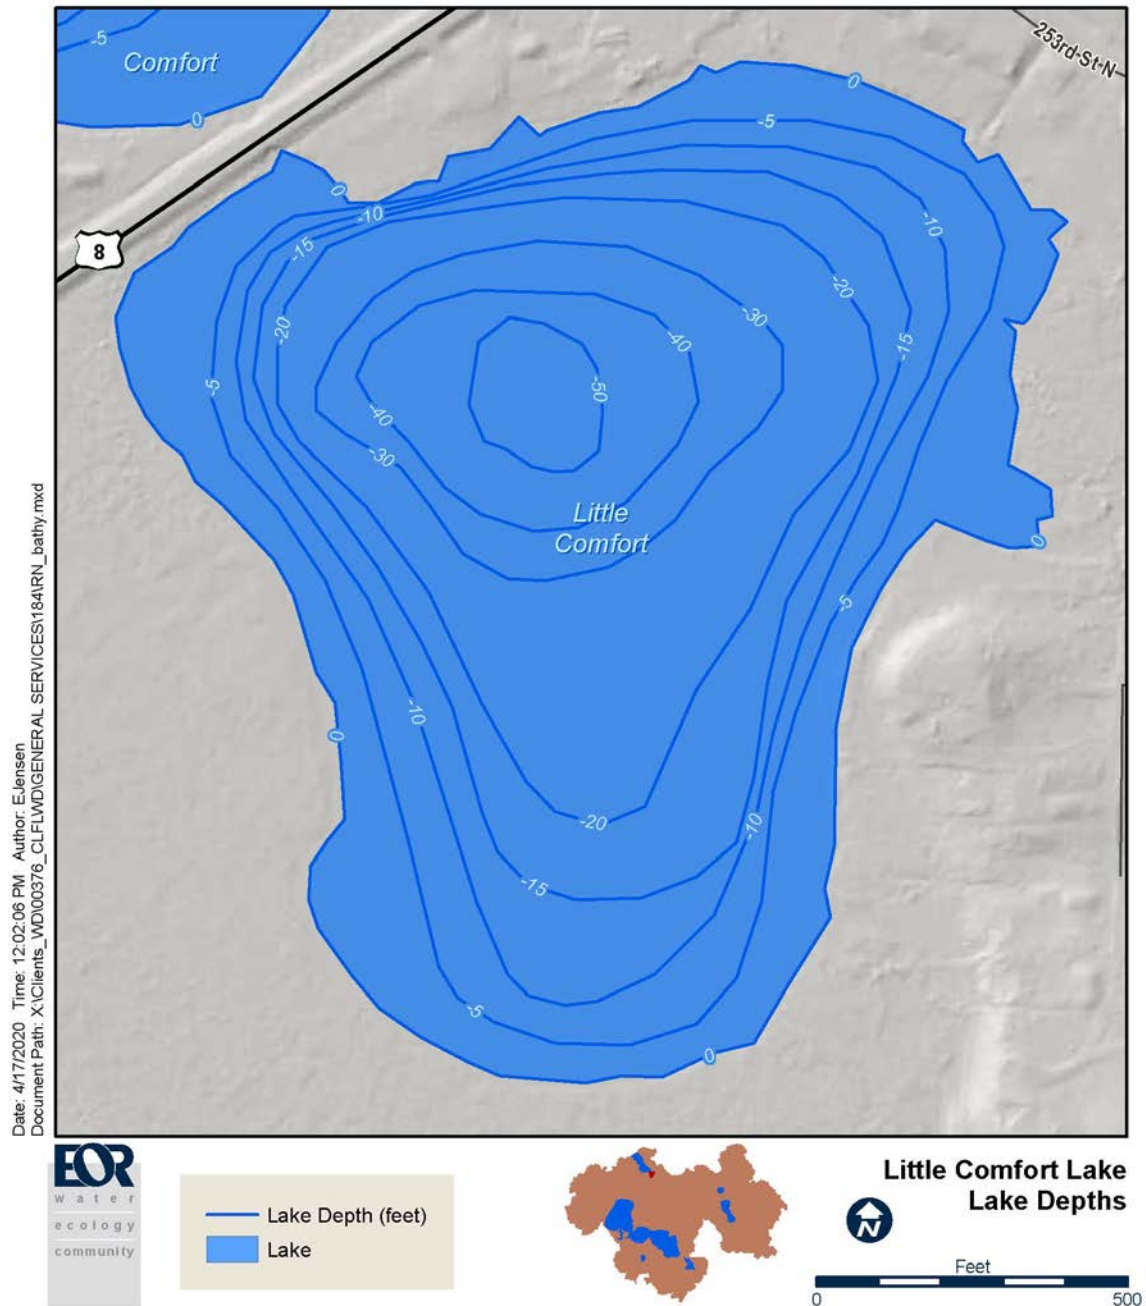 -5
Comfort
0
253rd-St-N
0
-5
0
-10
-10
-15
8
-20
-20
-30
-40
-15
-5
-50
-40
-30
Little
Comfort
0
-5
-10
0
-20
-10
-15
-5
0
Date: 4/17/2020 Time: 12:02:06 PM Author: EJensen
Document Path: X:\Clients_WD\00376_CLFLWD\GENERAL SERVICES\184\RN_bathy.mxd
EOR
water
ecology
community
Lake Depth (feet)
Lake
N
Little Comfort Lake
Lake Depths
Feet
0 500